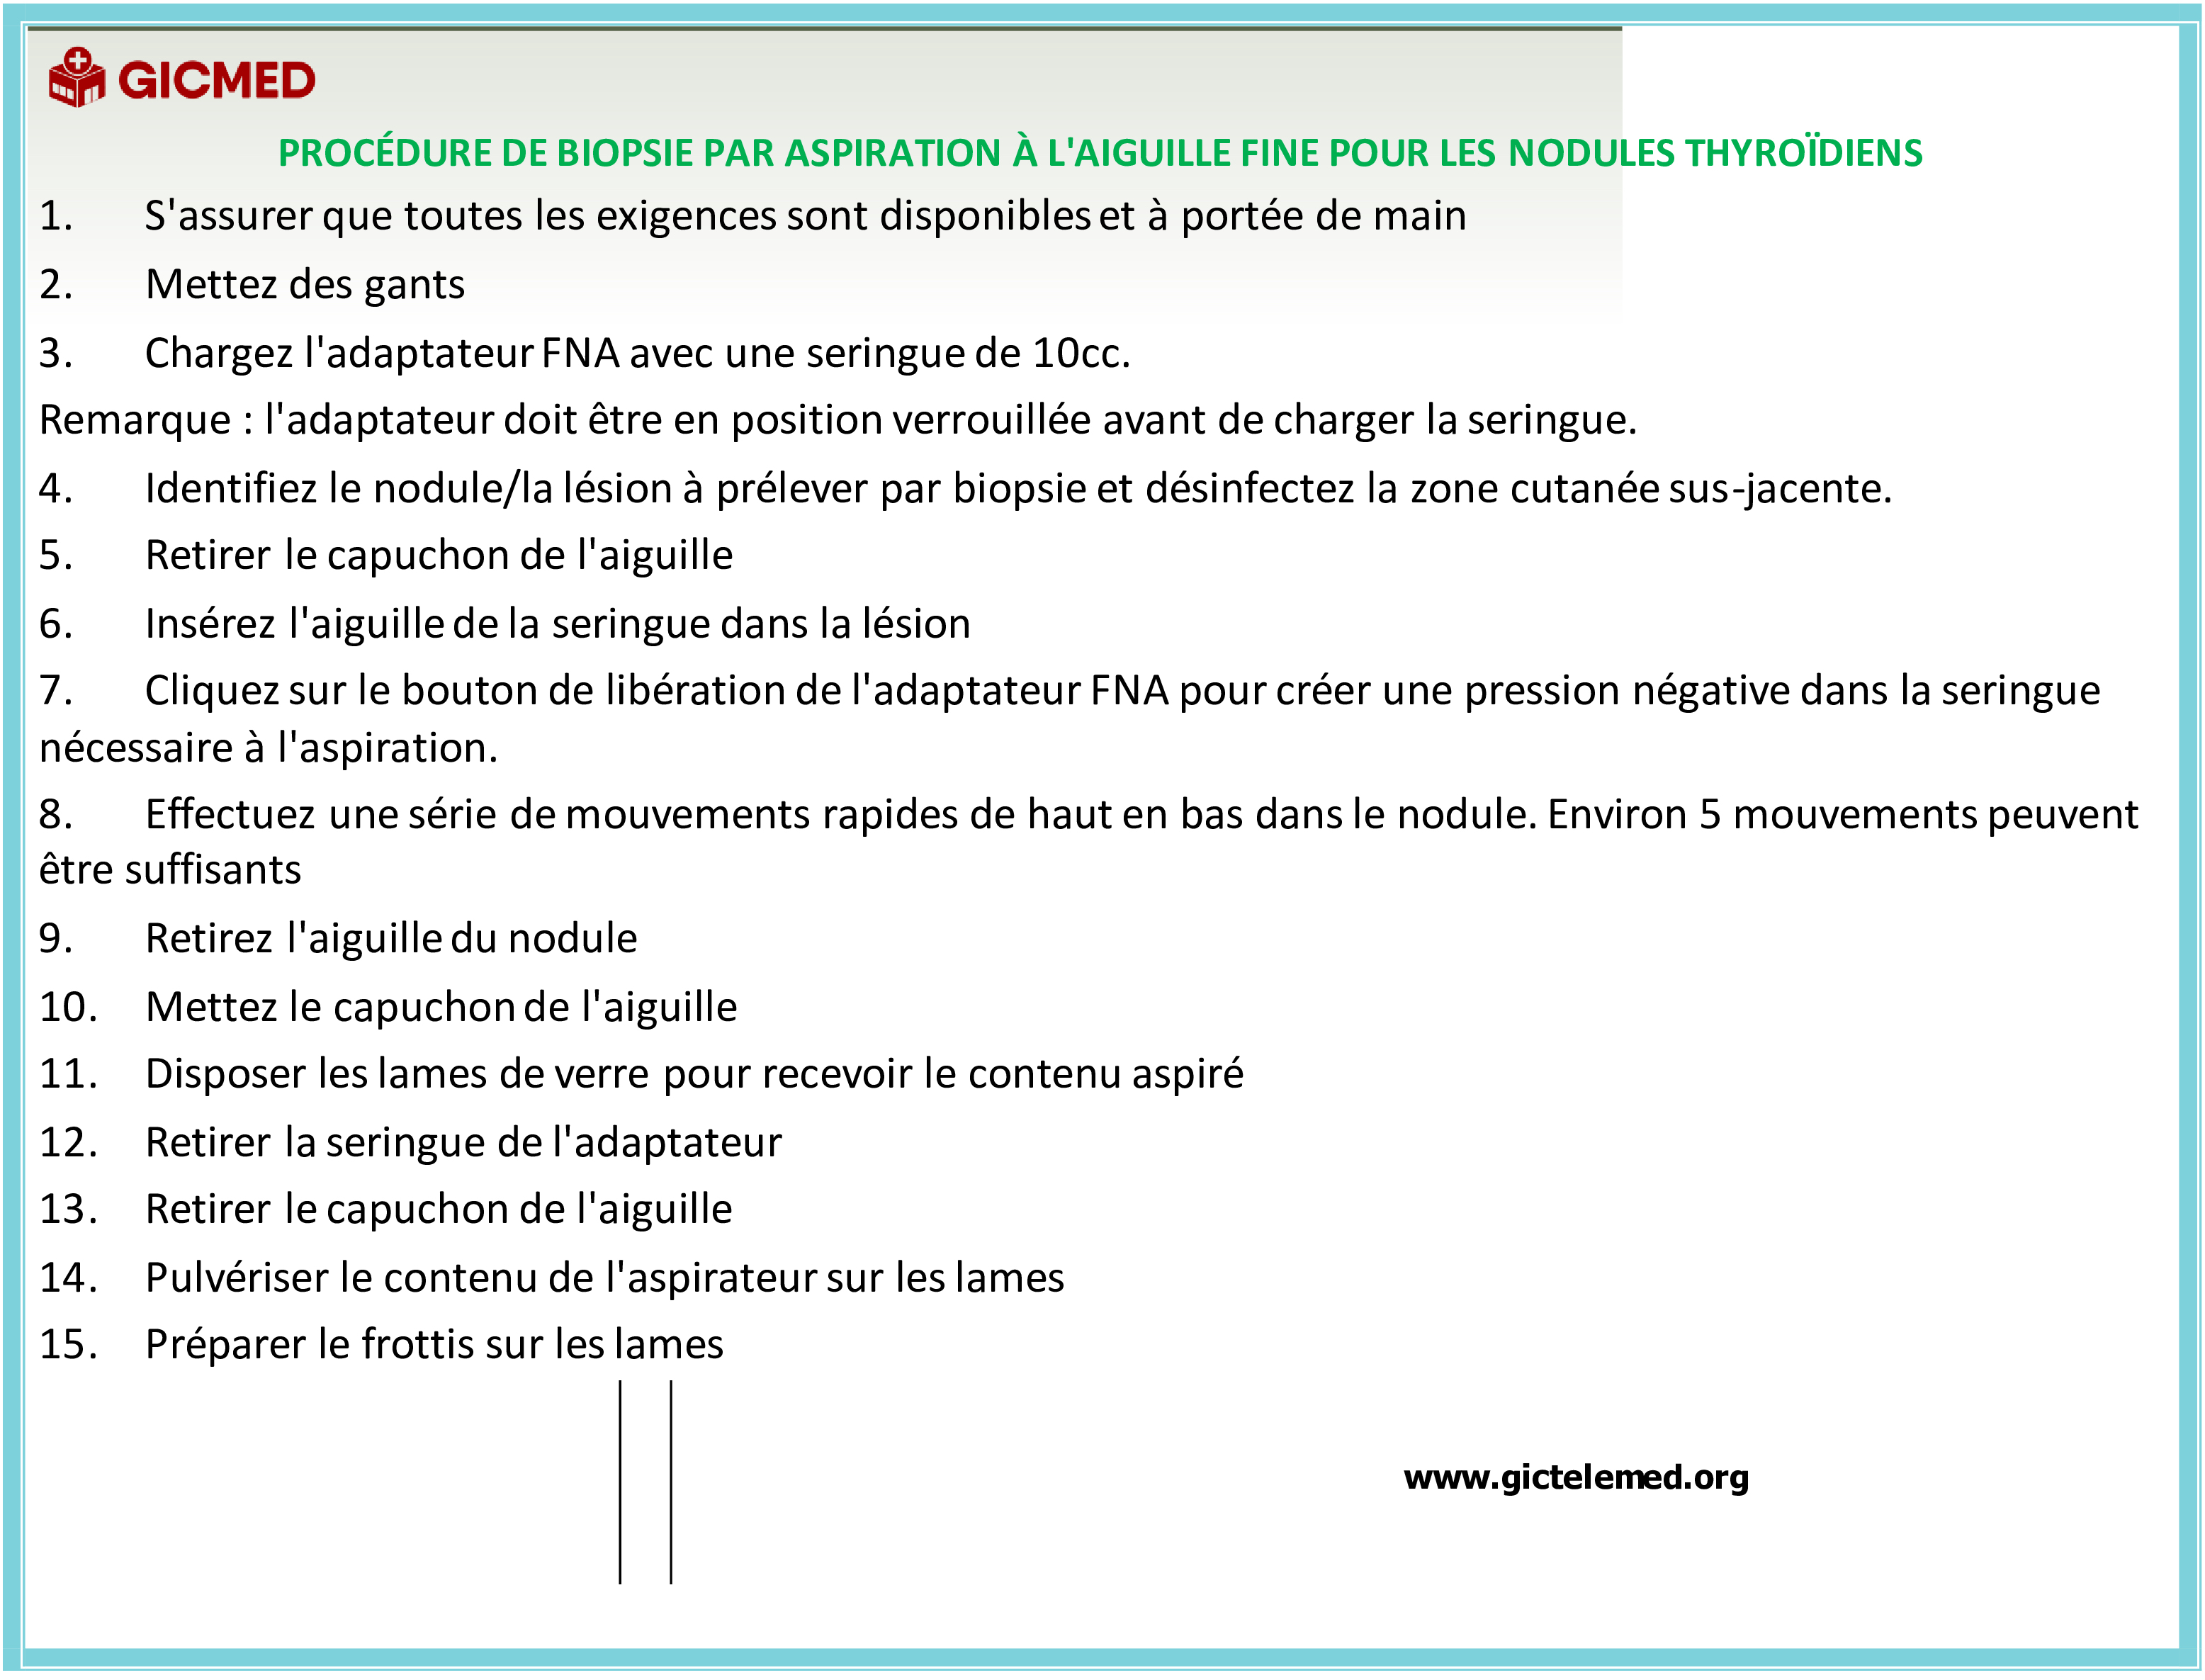 GICMED
PROCÉDURE DE BIOPSIE PAR ASPIRATION À L'AIGUILLE FINE POUR LES NODULES THYROÏDIENS
1. S'assurer que toutes les exigences sont disponibles et à portée de main
2. Mettez des gants
3. Chargez l'adaptateur FNA avec une seringue de 10cc.
Remarque : l'adaptateur doit être en position verrouillée avant de charger la seringue.
4. Identifiez le nodule/la lésion à prélever par biopsie et désinfectez la zone cutanée sus-jacente.
5. Retirer le capuchon de l'aiguille
6. Insérez l'aiguille de la seringue dans la lésion
7. Cliquez sur le bouton de libération de l'adaptateur FNA pour créer une pression négative dans la seringue
nécessaire à l'aspiration.
8. Effectuez une série de mouvements rapides de haut en bas dans le nodule. Environ 5 mouvements peuvent
être suffisants
9. Retirez l'aiguille du nodule
10. Mettez le capuchon de l'aiguille
11. Disposer les lames de verre pour recevoir le contenu aspiré
12. Retirer la seringue de l'adaptateur
13. Retirer le capuchon de l'aiguille
14. Pulvériser le contenu de l'aspirateur sur les lames
15. Préparer le frottis sur les lames
www.gictelemed.org